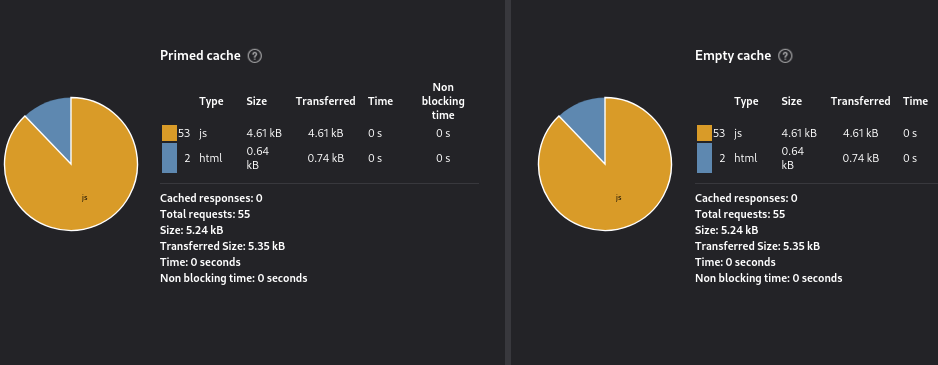 Primed cache ?
Type Size Transferred Time Non blocking time
53 js 4.61 kB 4.61 kB 0 s 0 s
2 html 0.64 kB 0.74 kB 0 s 0 s
js
Cached responses: 0
Total requests: 55
Size: 5.24 kB
Transferred Size: 5.35 kB
Time: 0 seconds
Non blocking time: 0 seconds
Empty cache ?
Type Size Transferred Time
53 js 4.61 kB 4.61 kB 0 s
2 html 0.64 kB 0.74 kB 0 s
js
Cached responses: 0
Total requests: 55
Size: 5.24 kB
Transferred Size: 5.35 kB
Time: 0 seconds
Non blocking time: 0 seconds